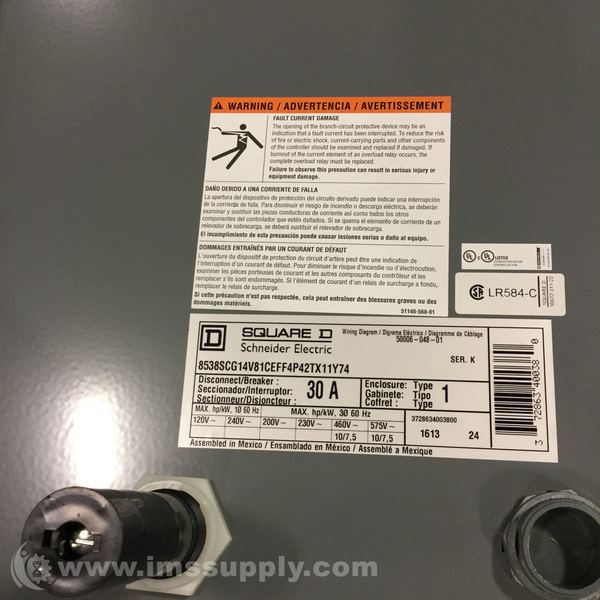 WARNING / ADVERTENCIA / AVERTISSEMENT
FAULT CURRENT DAMAGE
The opening of the branch-circuit protective device may be an
indication that a fault current has been interrupted. To reduce the risk
of fire or electric shock, current-carrying parts and other components
of the controller should be examined and replaced if damaged. If
burnout of the current element of an overload relay occurs, the
complete overload relay must be replaced.
Failure to observe this precaution can result in serious injury or
equipment damage.
DAÑO DEBIDO A UNA CORRIENTE DE FALLA
La apertura del dispositivo de protección del circuito derivado puede indicar una interrupción
de la corriente de falla. Para disminuir el riesgo de incendio o descarga eléctrica, se deberán
examinar y sustituir las piezas conductoras de corriente así como todos los otros
componentes del controlador que estén dañados. Si se quema el elemento de corriente de un
relevador de sobrecarga, se deberá sustituir el relevador de sobrecarga.
El incumplimiento de esta precaución puede causar lesiones serias o daño al equipo.
DOMMAGES ENTRAÎNÉS PAR UN COURANT DE DÉFAUT
L'ouverture du dispositif de protection du circuit d'artère peut être une indication de
l'interruption d'un courant de défaut. Pour diminuer le risque d'incendie ou d'électrocution,
examiner les pièces porteuses de courant et les autres composants du contrôleur et
remplacer ceux qui sont endommagés. Si l'élément de courant d'un relais de surcharge a fondu,
remplacer le relais de surcharge.
Si cette précaution n'est pas respectée, cela peut entraîner des blessures graves ou des
dommages matériels.
51140-568-01
UL C UL LISTED
SA LR584-C
SQUARE D
SQUARE D
Schneider Electric
Wiring Diagram / Digrama Eléctrico / Diagramme de Câblage
50006-048-01
8538SCG14V81CEFF4P42TX11Y74
SER. K
Disconnect/Breaker :
Seccionador/Interruptor:
Sectionneur/Disjoncteur :
30 A
Enclosure: Type
Gabinete: Tipo
Coffret : Type
1
MAX. hp/kW, 1Ø 60 Hz
MAX. hp/kW, 3Ø 60 Hz
120V~ 240V~ 200V~ 230V~ 460V~ 575V~
10/7,5 10/7,5
3728634003800
1613 24
Assembled in Mexico / Ensamblado en México / Assemblé au Mexique
3 72863 40038 0
© www.imssupply.com